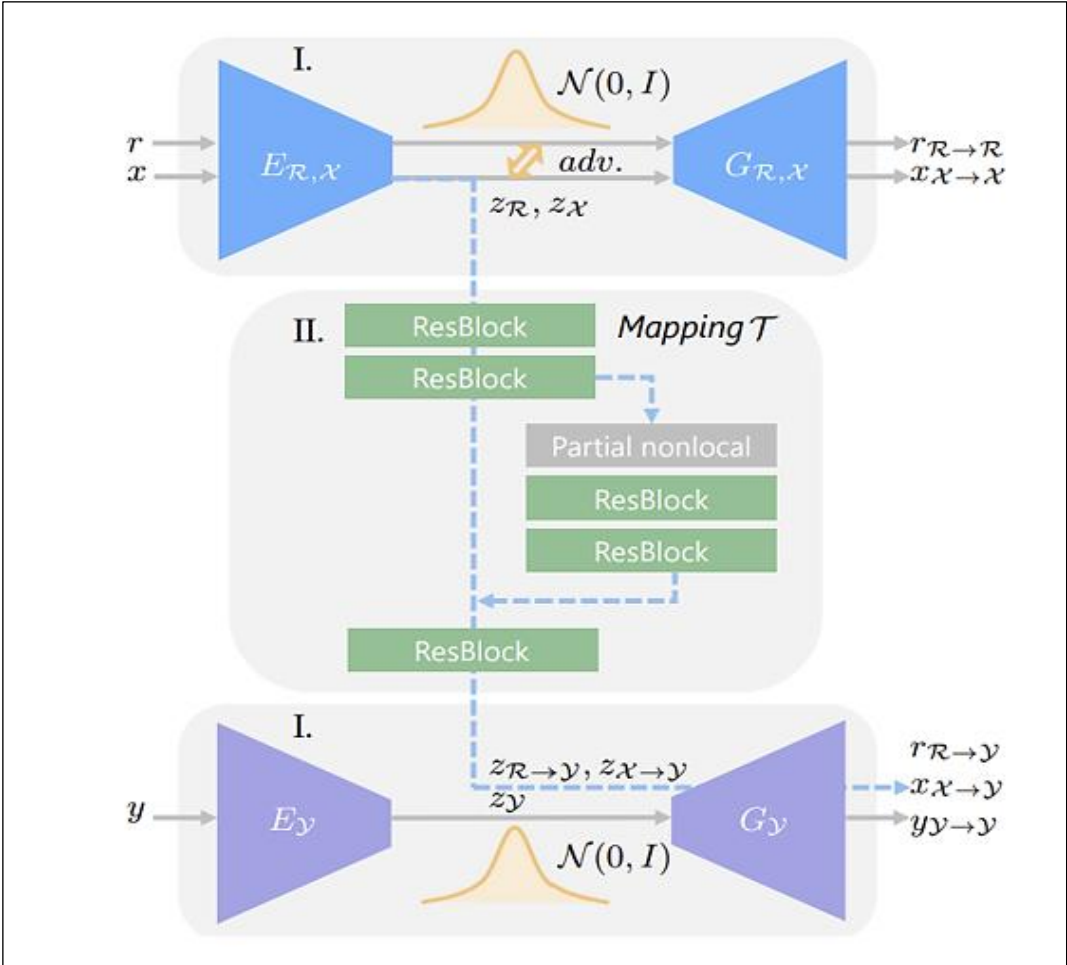 I.
𝒩(0, I)
r
x
E_{ℛ,𝒳}
adv.
G_{ℛ,𝒳}
r_{ℛ→ℛ}
x_{𝒳→𝒳}
z_ℛ, z_𝒳
II.
ResBlock
Mapping 𝒯
ResBlock
Partial nonlocal
ResBlock
ResBlock
ResBlock
I.
z_{ℛ→𝒴}, z_{𝒳→𝒴}
r_{ℛ→𝒴}
x_{𝒳→𝒴}
y
E_𝒴
z_𝒴
G_𝒴
y_{𝒴→𝒴}
𝒩(0, I)